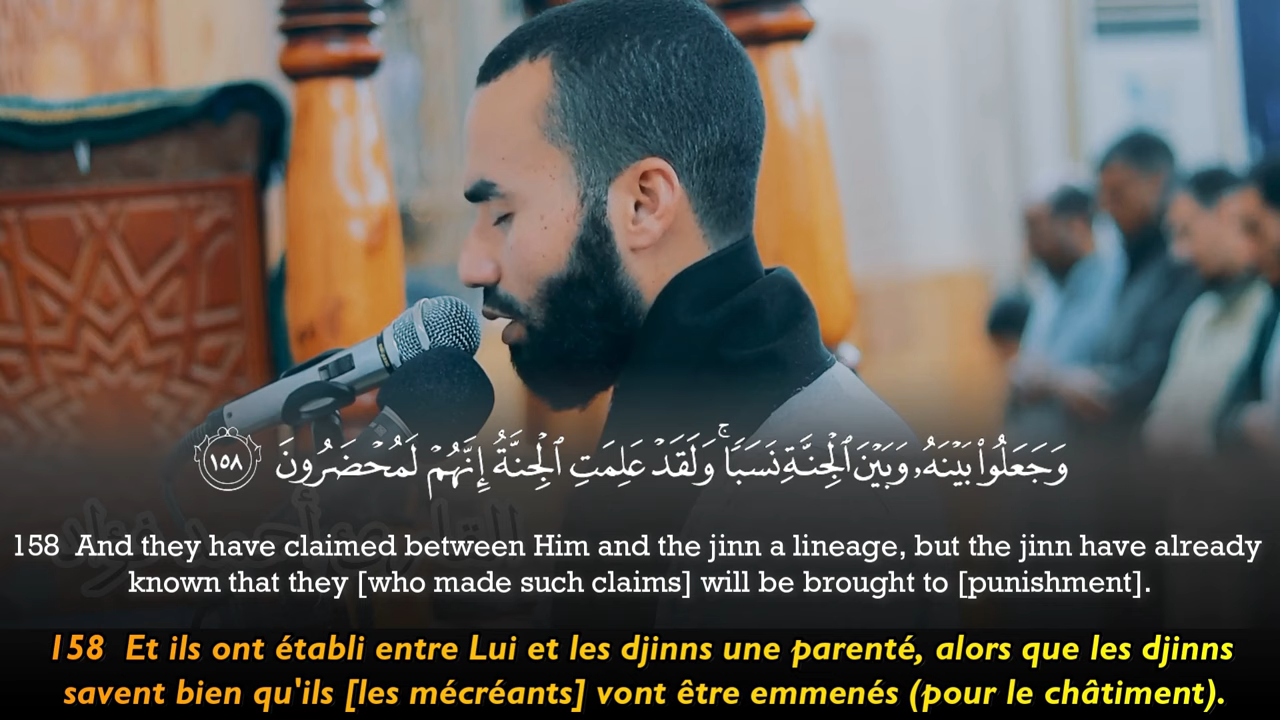 وَجَعَلُوا۟ بَيْنَهُۥ وَبَيْنَ ٱلْجِنَّةِ نَسَبًۭا ۚ وَلَقَدْ عَلِمَتِ ٱلْجِنَّةُ إِنَّهُمْ لَمُحْضَرُونَ ١٥٨
158 And they have claimed between Him and the jinn a lineage, but the jinn have already
known that they [who made such claims] will be brought to [punishment].
158 Et ils ont établi entre Lui et les djinns une parenté, alors que les djinns
savent bien qu'ils [les mécréants] vont être emmenés (pour le châtiment).